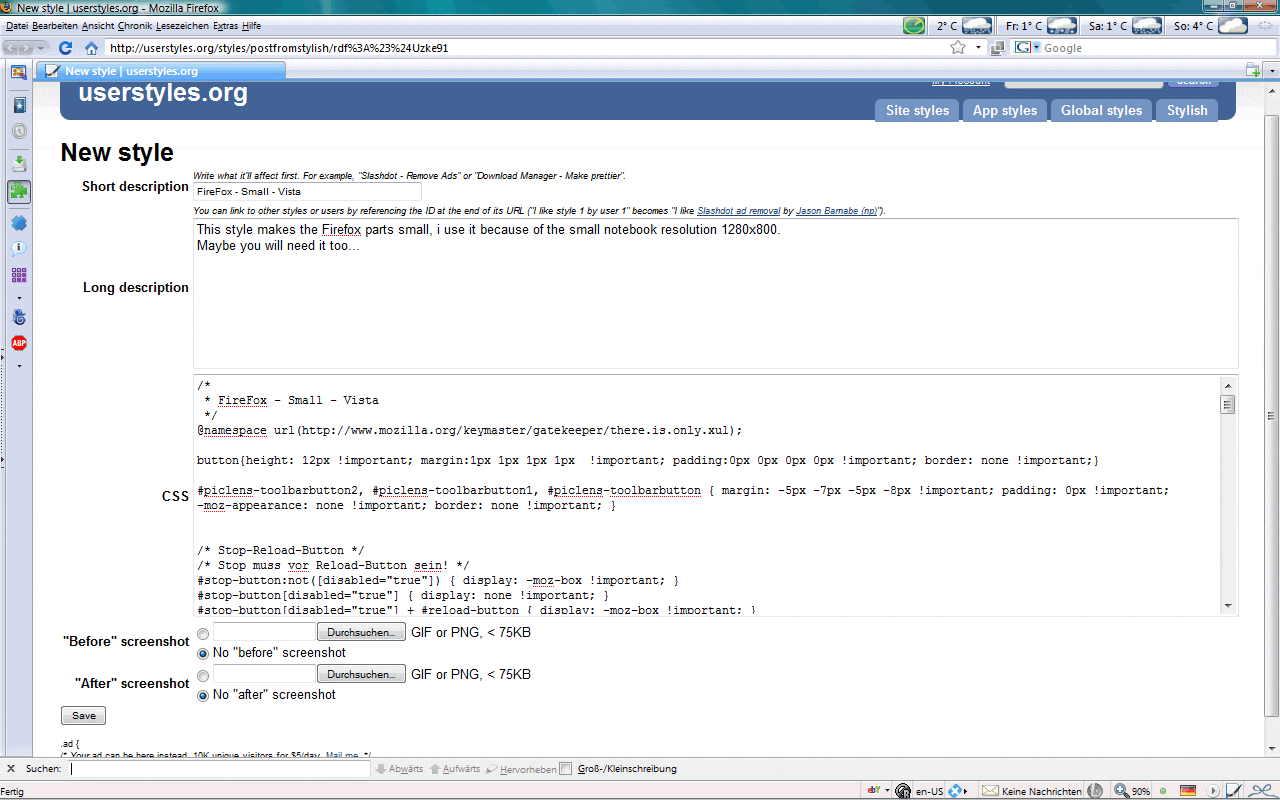 New style | userstyles.org - Mozilla Firefox
Datei Bearbeiten Ansicht Chronik Lesezeichen Extras Hilfe
2° C Fr: 1° C Sa: 1° C So: 4° C
http://userstyles.org/styles/postfromstylish/rdf%3A%23%24Uzke91
G Google
New style | userstyles.org
userstyles.org
My Account Search
Site styles App styles Global styles Stylish
New style
Write what it'll affect first. For example, "Slashdot - Remove Ads" or "Download Manager - Make prettier".
Short description FireFox - Small - Vista
You can link to other styles or users by referencing the ID at the end of its URL ("I like style 1 by user 1" becomes "I like Slashdot ad removal by Jason Barnabe (np)").
This style makes the Firefox parts small, i use it because of the small notebook resolution 1280x800.
Maybe you will need it too...
Long description
/*
* FireFox - Small - Vista
*/
@namespace url(http://www.mozilla.org/keymaster/gatekeeper/there.is.only.xul);
button{height: 12px !important; margin:1px 1px 1px 1px !important; padding:0px 0px 0px 0px !important; border: none !important;}
#piclens-toolbarbutton2, #piclens-toolbarbutton1, #piclens-toolbarbutton { margin: -5px -7px -5px -8px !important; padding: 0px !important;
CSS
-moz-appearance: none !important; border: none !important; }
/* Stop-Reload-Button */
/* Stop muss vor Reload-Button sein! */
#stop-button:not([disabled="true"]) { display: -moz-box !important; }
#stop-button[disabled="true"] { display: none !important; }
#stop-button[disabled="true"] + #reload-button { display: -moz-box !important; }
"Before" screenshot Durchsuchen... GIF or PNG, < 75KB
No "before" screenshot
"After" screenshot Durchsuchen... GIF or PNG, < 75KB
No "after" screenshot
Save
.ad {
/* Your ad can be here instead. 10K unique visitors for $5/day. Mail me. */
ABP
Suchen: Abwärts Aufwärts Hervorheben Groß-/Kleinschreibung
Fertig ebY en-US Keine Nachrichten 90%